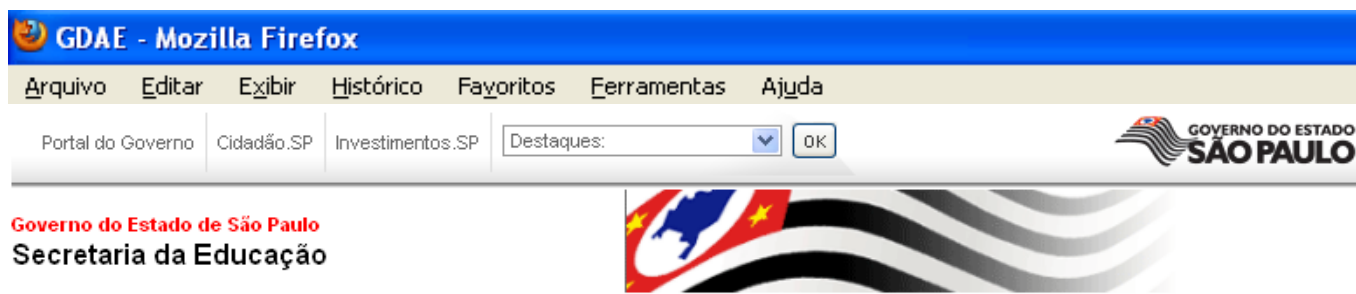 GDAE - Mozilla Firefox
Arquivo Editar Exibir Histórico Favoritos Ferramentas Ajuda
Portal do Governo Cidadão.SP Investimentos.SP Destaques: OK GOVERNO DO ESTADO
SÃO PAULO
Governo do Estado de São Paulo
Secretaria da Educação